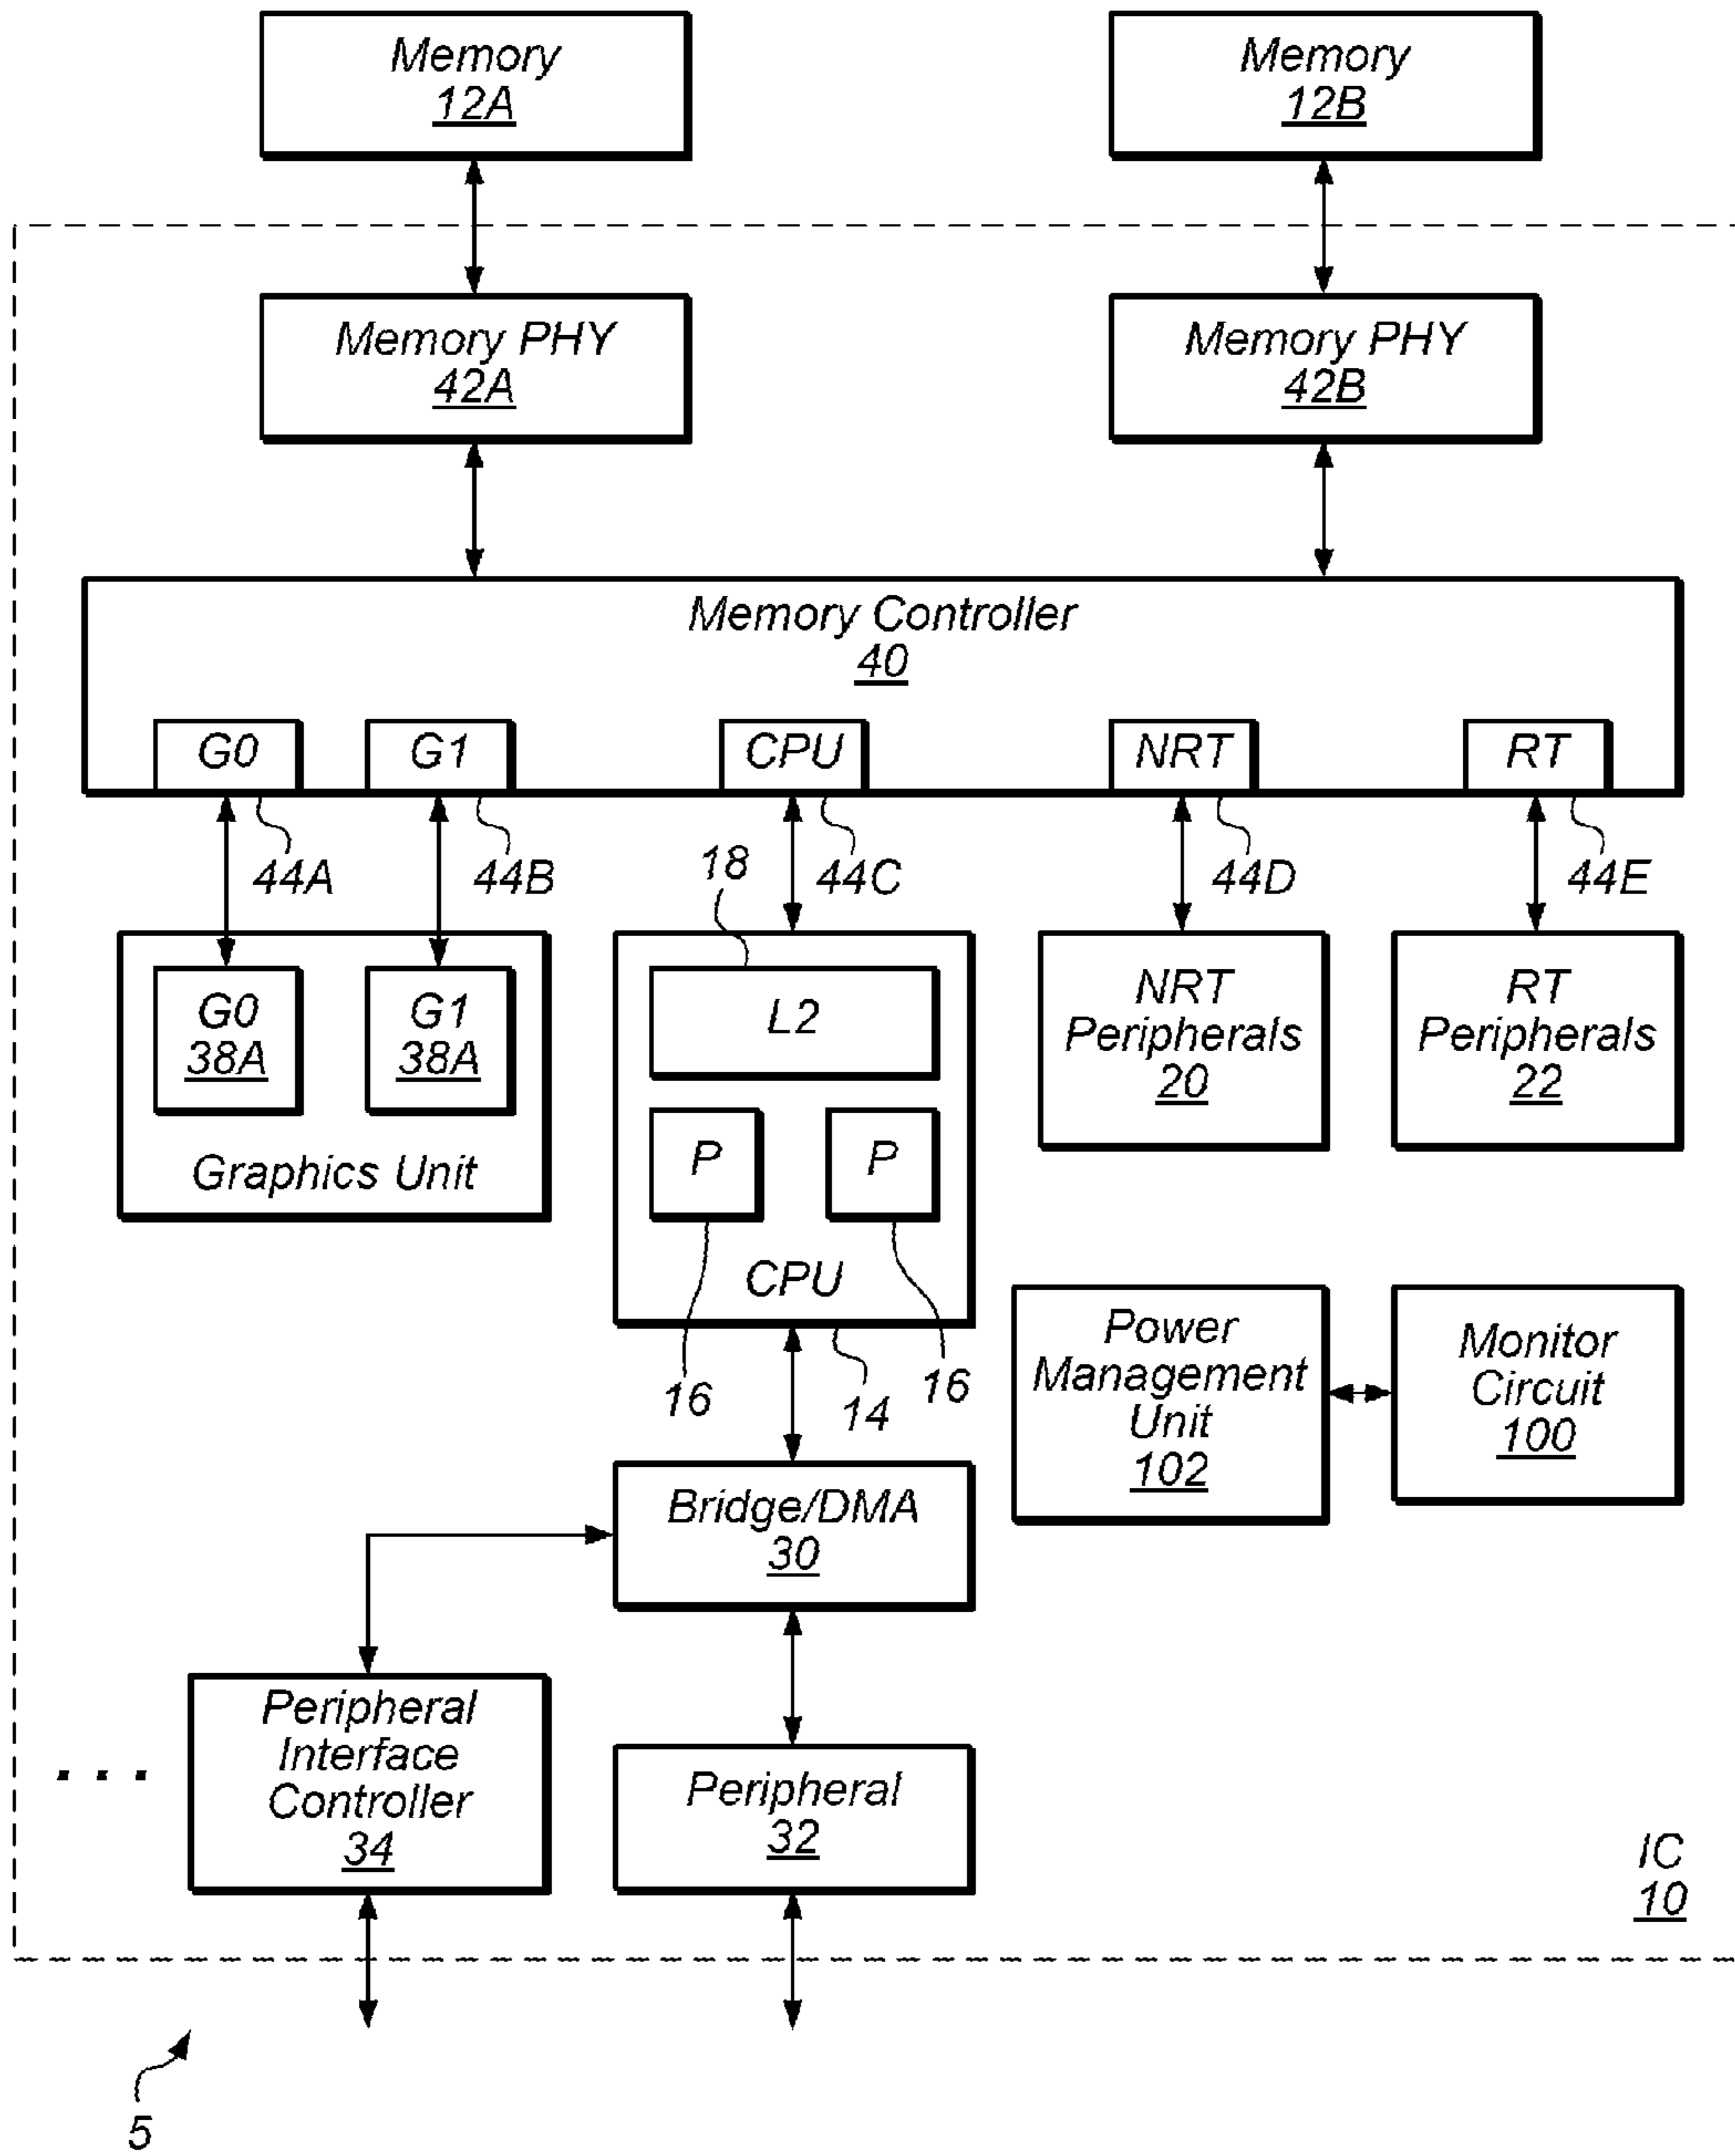 Memory
12A
Memory
12B
Memory PHY
42A
Memory PHY
42B
Memory Controller
40
G0
G1
CPU
NRT
RT
44A
44B
18
44C
44D
44E
G0
38A
G1
38A
Graphics Unit
L2
P
P
CPU
16
14
16
NRT
Peripherals
20
RT
Peripherals
22
Power
Management
Unit
102
Monitor
Circuit
100
Bridge/DMA
30
. . .
Peripheral
Interface
Controller
34
Peripheral
32
IC
10
5